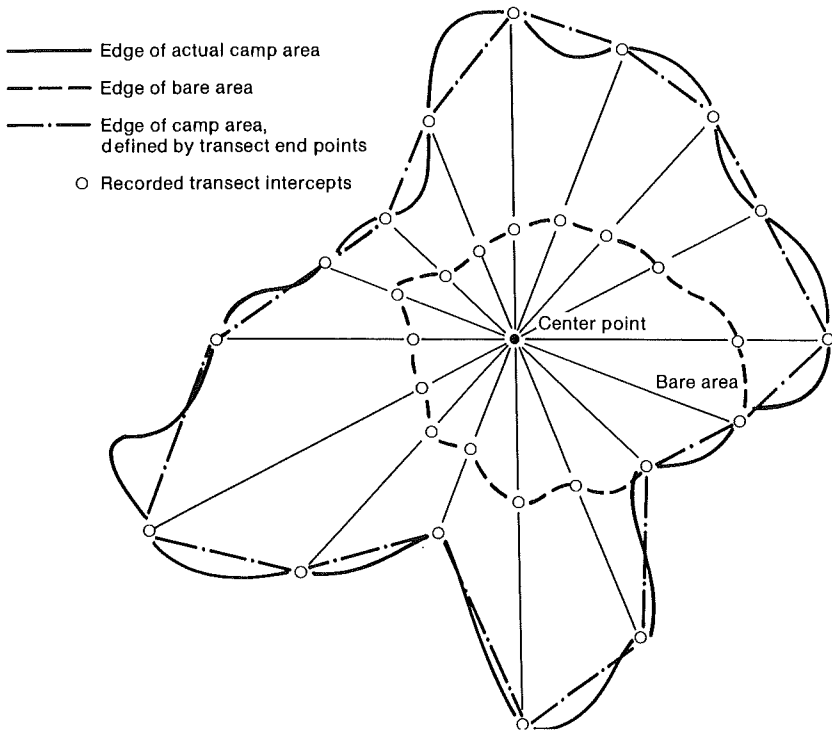 Edge of actual camp area
Edge of bare area
Edge of camp area,
defined by transect end points
Recorded transect intercepts
Center point
Bare area